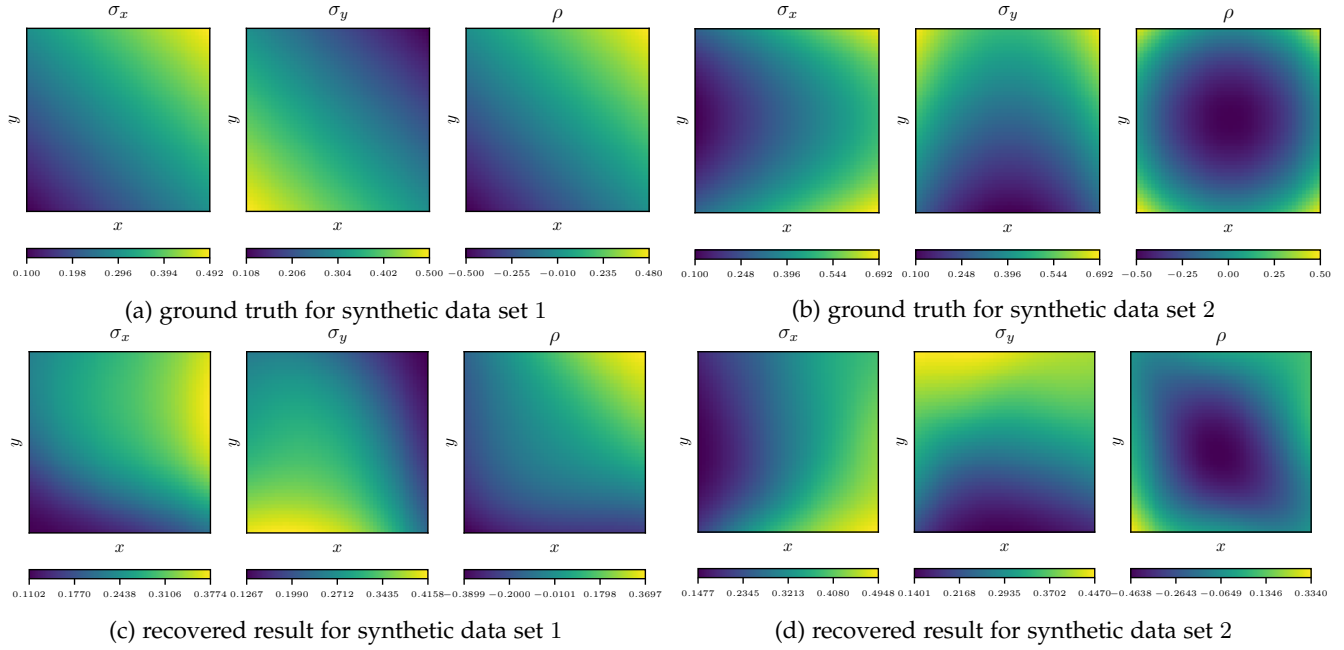 σx σy ρ
y y
x x x
0.100 0.198 0.296 0.394 0.492 0.108 0.206 0.304 0.402 0.500 −0.500 −0.255 −0.010 0.235 0.480
(a) ground truth for synthetic data set 1
σx σy ρ
y y y
x x x
0.100 0.248 0.396 0.544 0.692 0.100 0.248 0.396 0.544 0.692 −0.50 −0.25 0.00 0.25 0.50
(b) ground truth for synthetic data set 2
σx σy ρ
y y y
x x x
0.1102 0.1770 0.2438 0.3106 0.3774 0.1267 0.1990 0.2712 0.3435 0.4158 −0.3899 −0.2000 −0.0101 0.1798 0.3697
(c) recovered result for synthetic data set 1
σx σy ρ
y y y
x x x
0.1477 0.2345 0.3213 0.4080 0.4948 0.1401 0.2168 0.2935 0.3702 0.4470 −0.4638 −0.2643 −0.0649 0.1346 0.3340
(d) recovered result for synthetic data set 2